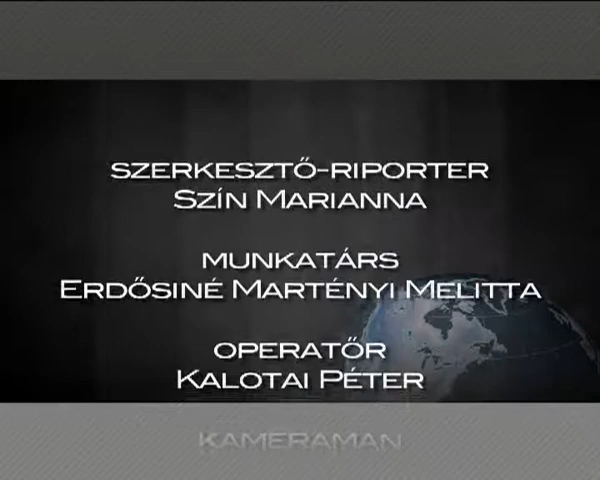 SZERKESZTŐ-RIPORTER
SZÍN MARIANNA
MUNKATÁRS
ERDŐSINÉ MARTÉNYI MELITTA
OPERATŐR
KALOTAI PÉTER
KAMERAMAN